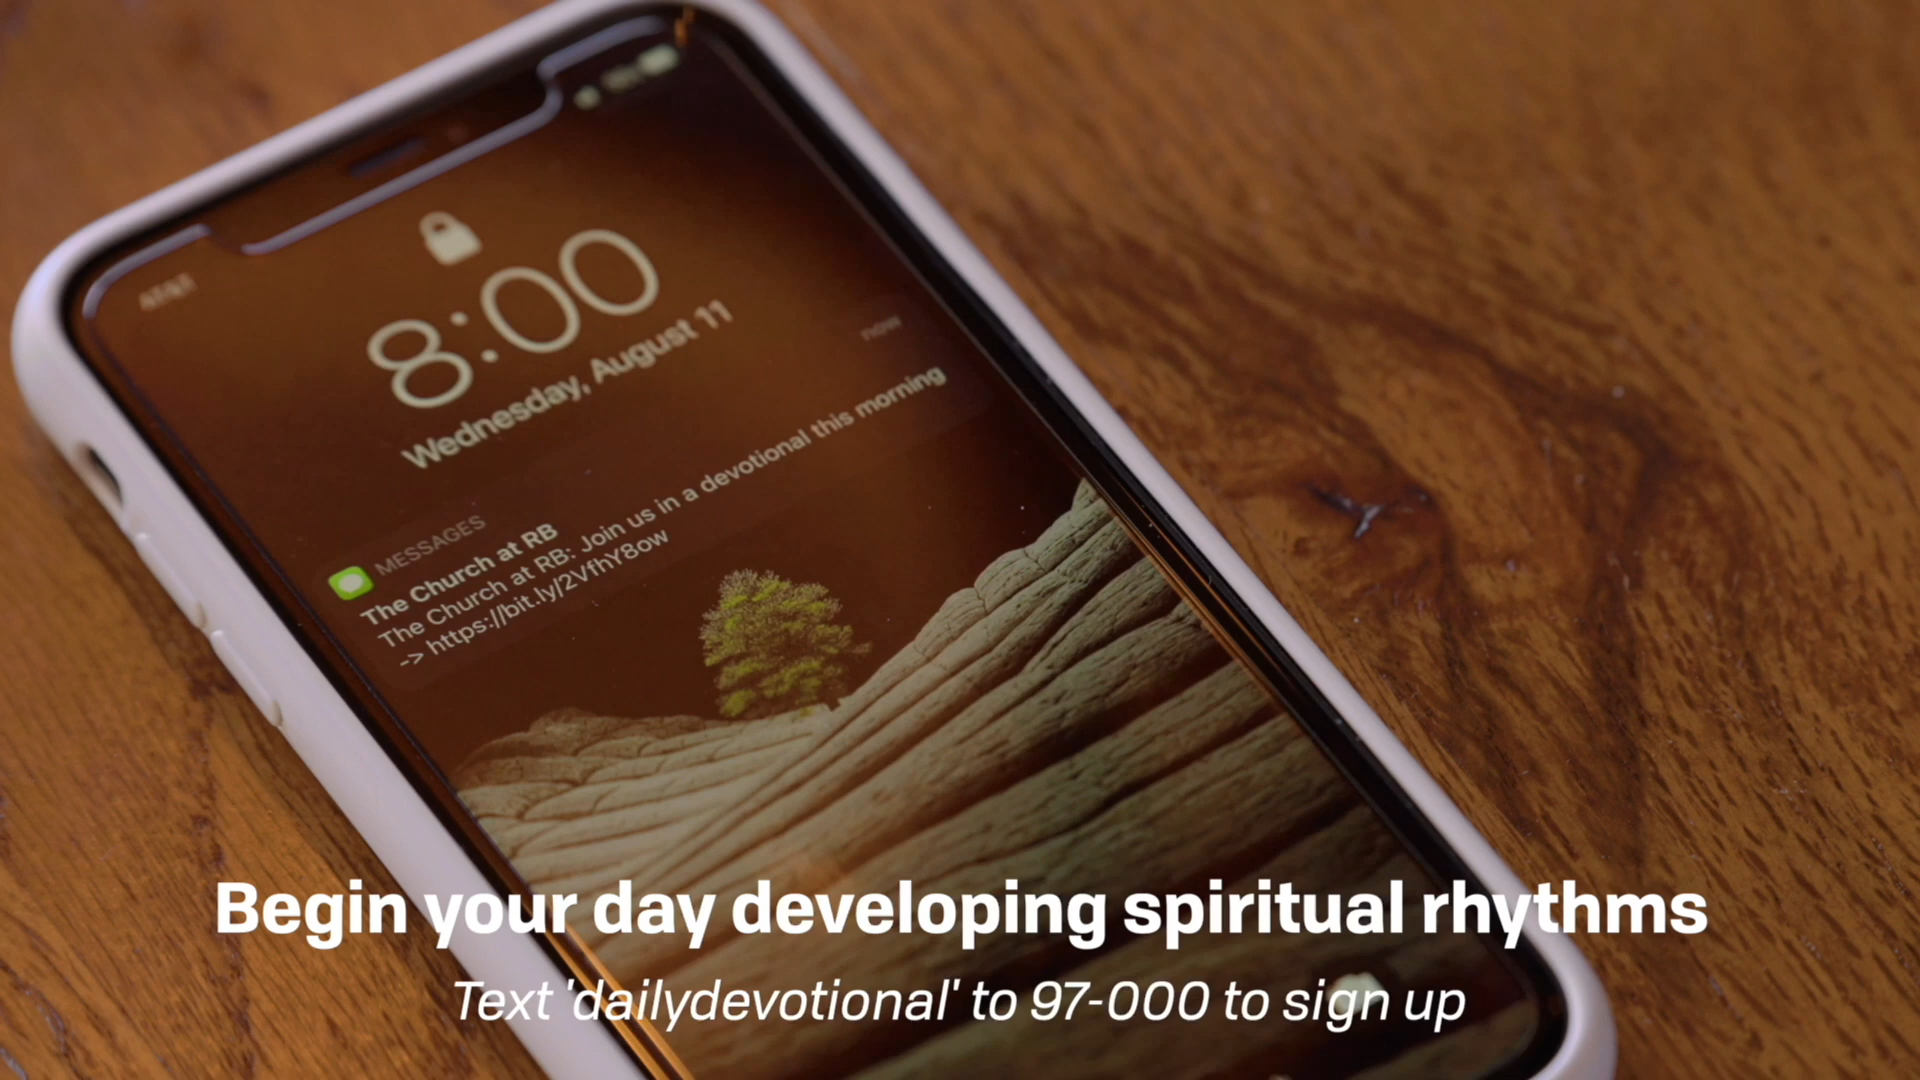 AT&T
8:00
Wednesday, August 11
MESSAGES
now
The Church at RB
The Church at RB: Join us in a devotional this morning
-> https://bit.ly/2VfhY8ow
Begin your day developing spiritual rhythms
Text 'dailydevotional' to 97-000 to sign up